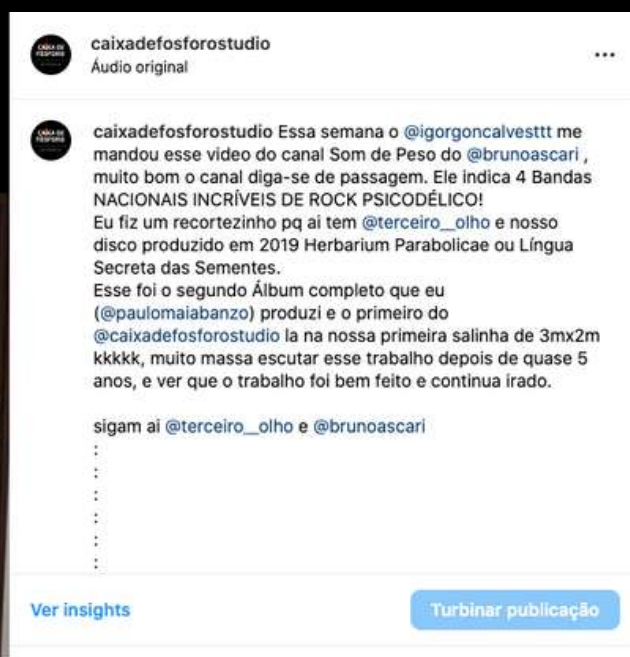 caixadefosforostudio
Áudio original
...
caixadefosforostudio Essa semana o @igorgoncalvesttt me
mandou esse video do canal Som de Peso do @brunoascari ,
muito bom o canal diga-se de passagem. Ele indica 4 Bandas
NACIONAIS INCRÍVEIS DE ROCK PSICODÉLICO!
Eu fiz um recortezinho pq ai tem @terceiro__olho e nosso
disco produzido em 2019 Herbarium Parabolicae ou Língua
Secreta das Sementes.
Esse foi o segundo Álbum completo que eu
(@paulomaiabanzo) produzi e o primeiro do
@caixadefosforostudio la na nossa primeira salinha de 3mx2m
kkkkk, muito massa escutar esse trabalho depois de quase 5
anos, e ver que o trabalho foi bem feito e continua irado.
sigam ai @terceiro__olho e @brunoascari
:
:
:
:
:
:
Ver insights
Turbinar publicação